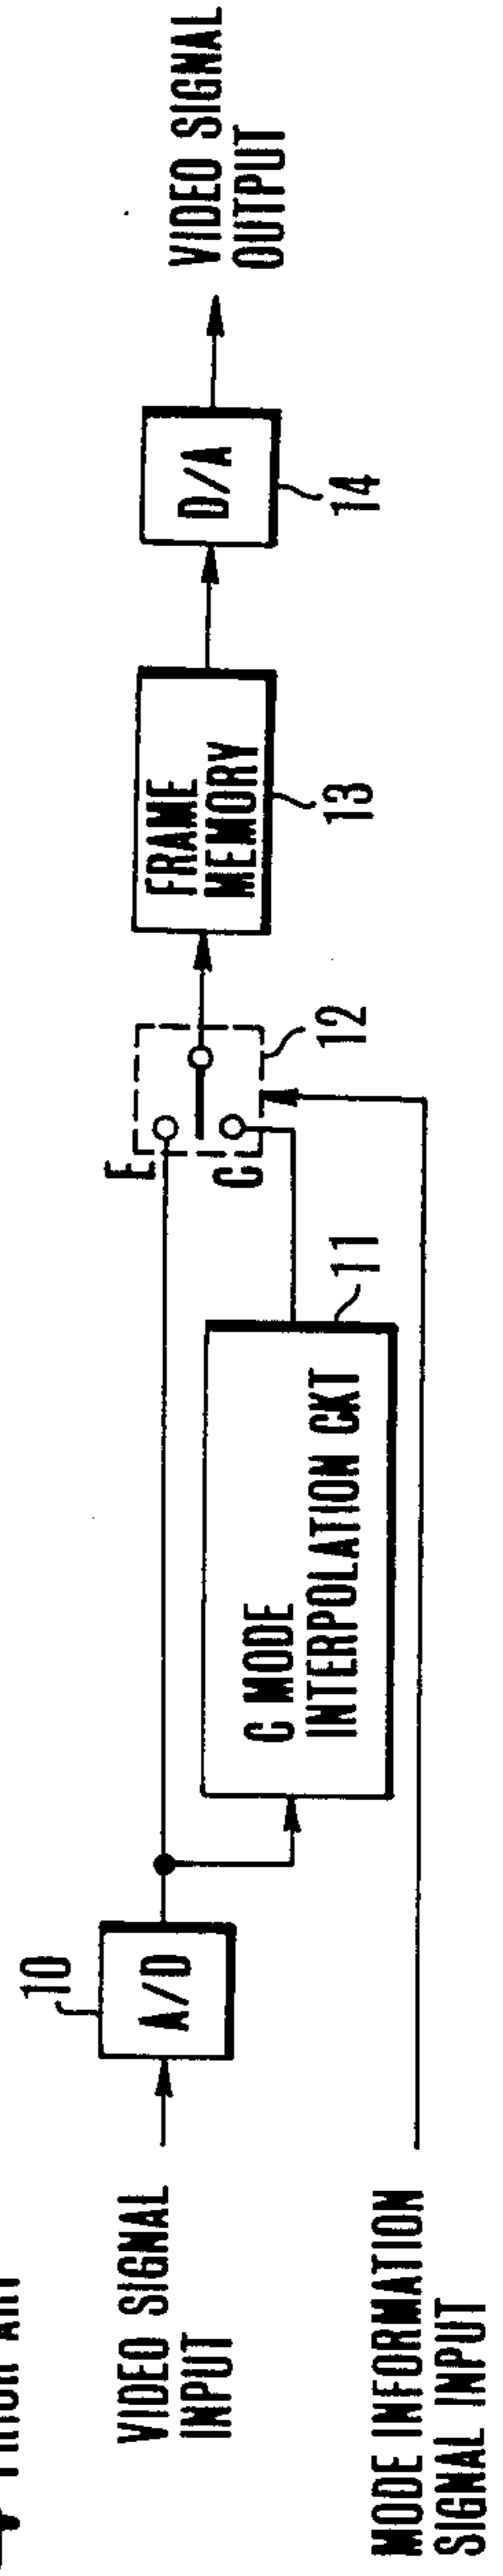 PRIOR ART
VIDEO SIGNAL
INPUT
MODE INFORMATION
SIGNAL INPUT
10
A/D
C MODE
INTERPOLATION CKT
11
E
C
12
FRAME
MEMORY
13
D/A
14
VIDEO SIGNAL
OUTPUT